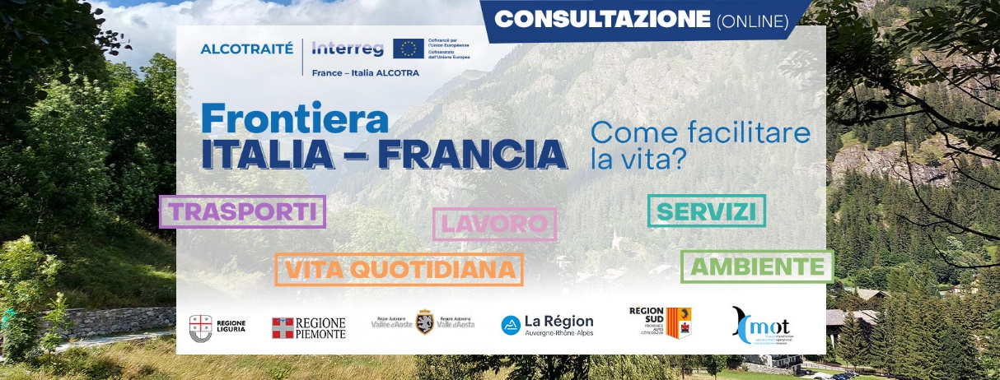 CONSULTAZIONE (ONLINE)
ALCOTRAITÉ
Interreg
Cofinancé par
l'Union Européenne
Cofinanziato
dall'Unione Europea
France – Italia ALCOTRA
Frontiera
ITALIA – FRANCIA
Come facilitare
la vita?
TRASPORTI
LAVORO
SERVIZI
VITA QUOTIDIANA
AMBIENTE
REGIONE
LIGURIA
REGIONE
PIEMONTE
Région Autonome
Vallée d'Aoste
Regione Autonoma
Valle d'Aosta
La Région
Auvergne-Rhône-Alpes
RÉGION
SUD
PROVENCE
ALPES
CÔTE D'AZUR
mot